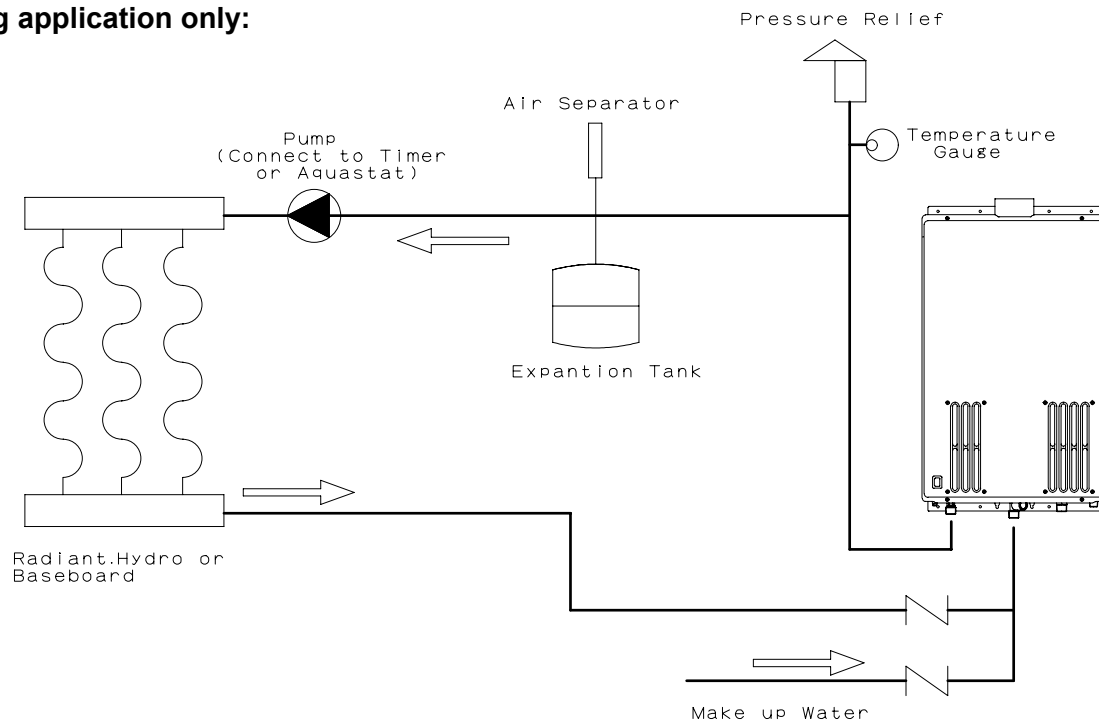 g application only:
Pressure Relief
Air Separator
Temperature
Gauge
Pump
(Connect to Timer
or Aquastat)
Expantion Tank
Radiant.Hydro or
Baseboard
Make up Water